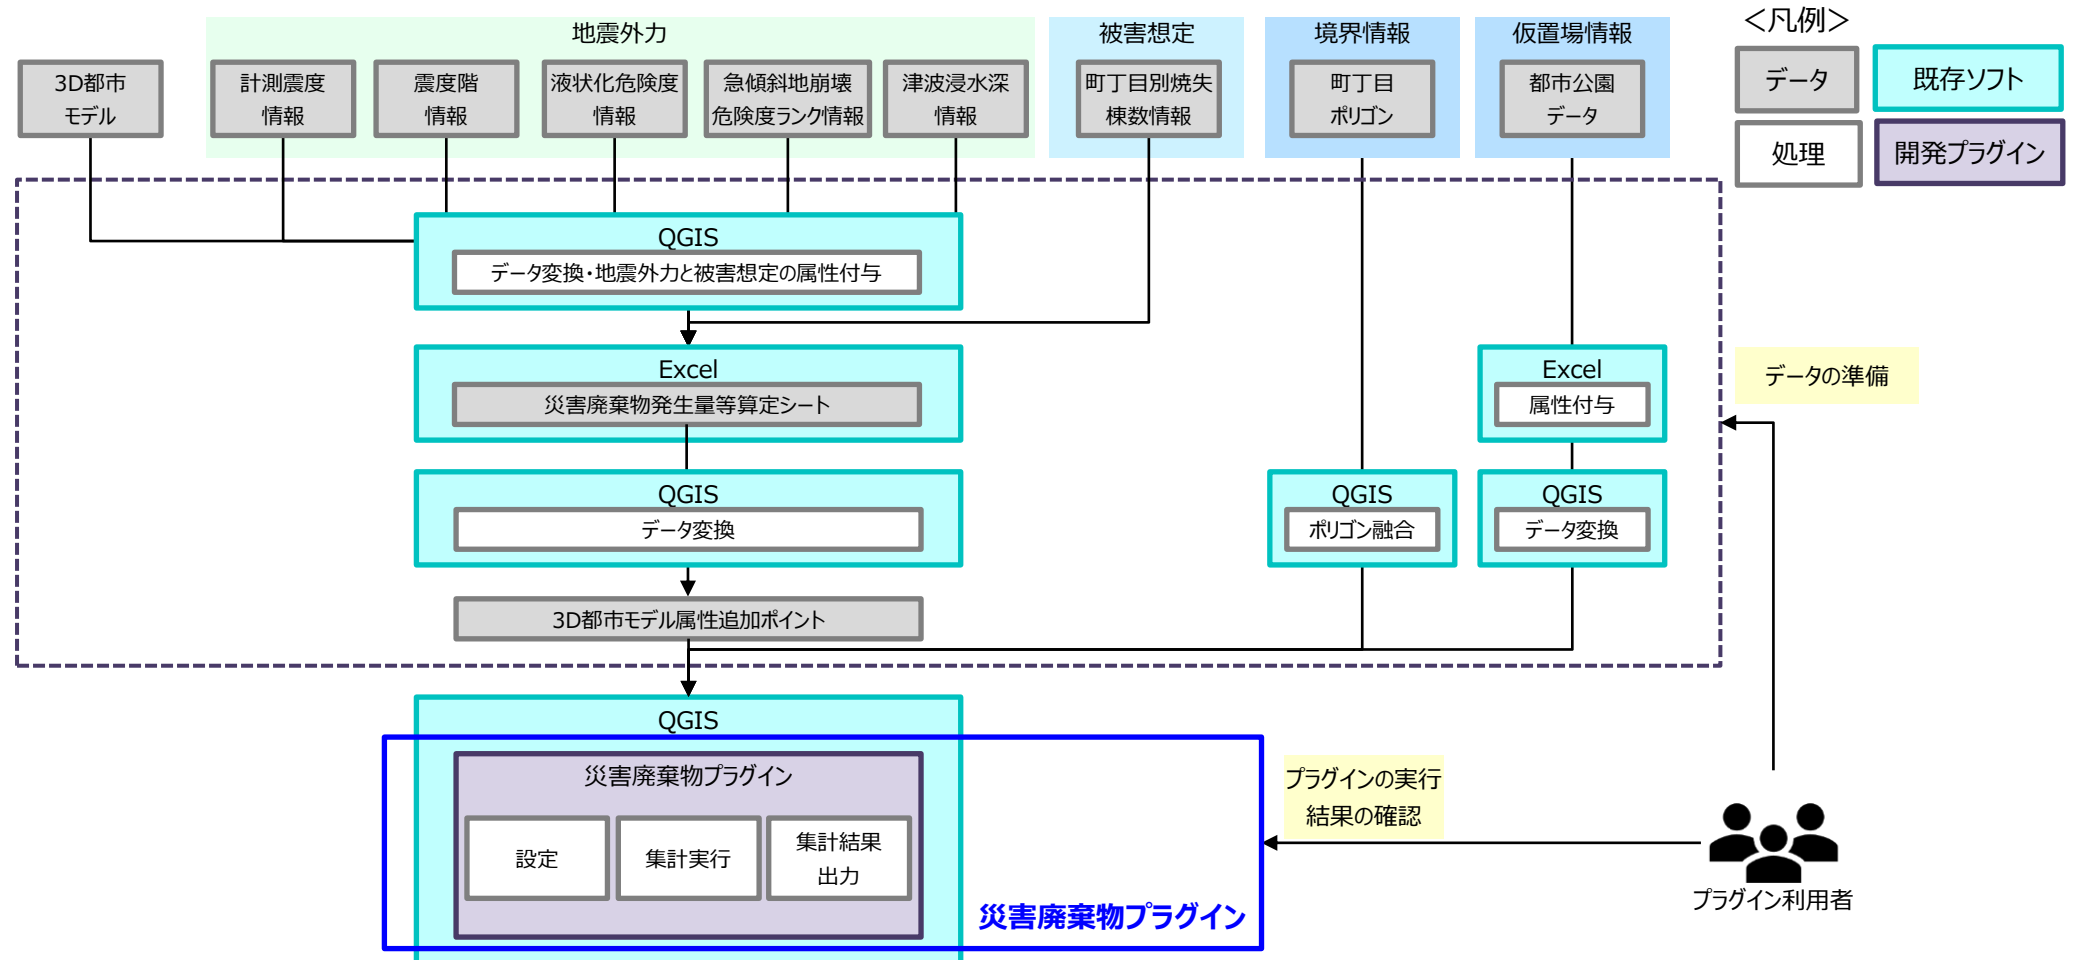 地震外力
被害想定
境界情報
仮置場情報
＜凡例＞
3D都市
モデル
計測震度
情報
震度階
情報
液状化危険度
情報
急傾斜地崩壊
危険度ランク情報
津波浸水深
情報
町丁目別焼失
棟数情報
町丁目
ポリゴン
都市公園
データ
データ
既存ソフト
処理
開発プラグイン
QGIS
データ変換・地震外力と被害想定の属性付与
Excel
災害廃棄物発生量等算定シート
Excel
属性付与
データの準備
QGIS
データ変換
QGIS
ポリゴン融合
QGIS
データ変換
3D都市モデル属性追加ポイント
QGIS
災害廃棄物プラグイン
設定
集計実行
集計結果
出力
災害廃棄物プラグイン
プラグインの実行
結果の確認
プラグイン利用者